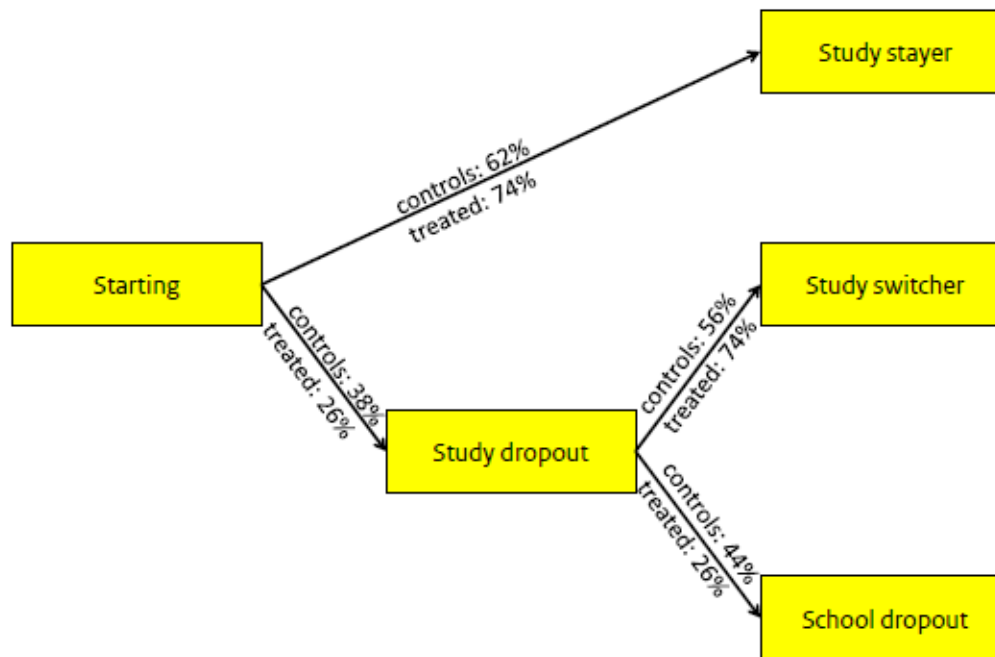 Study stayer
controls: 62%
treated: 74%
Starting
Study switcher
controls: 38%
treated: 26%
controls: 56%
treated: 74%
Study dropout
controls: 44%
treated: 26%
School dropout